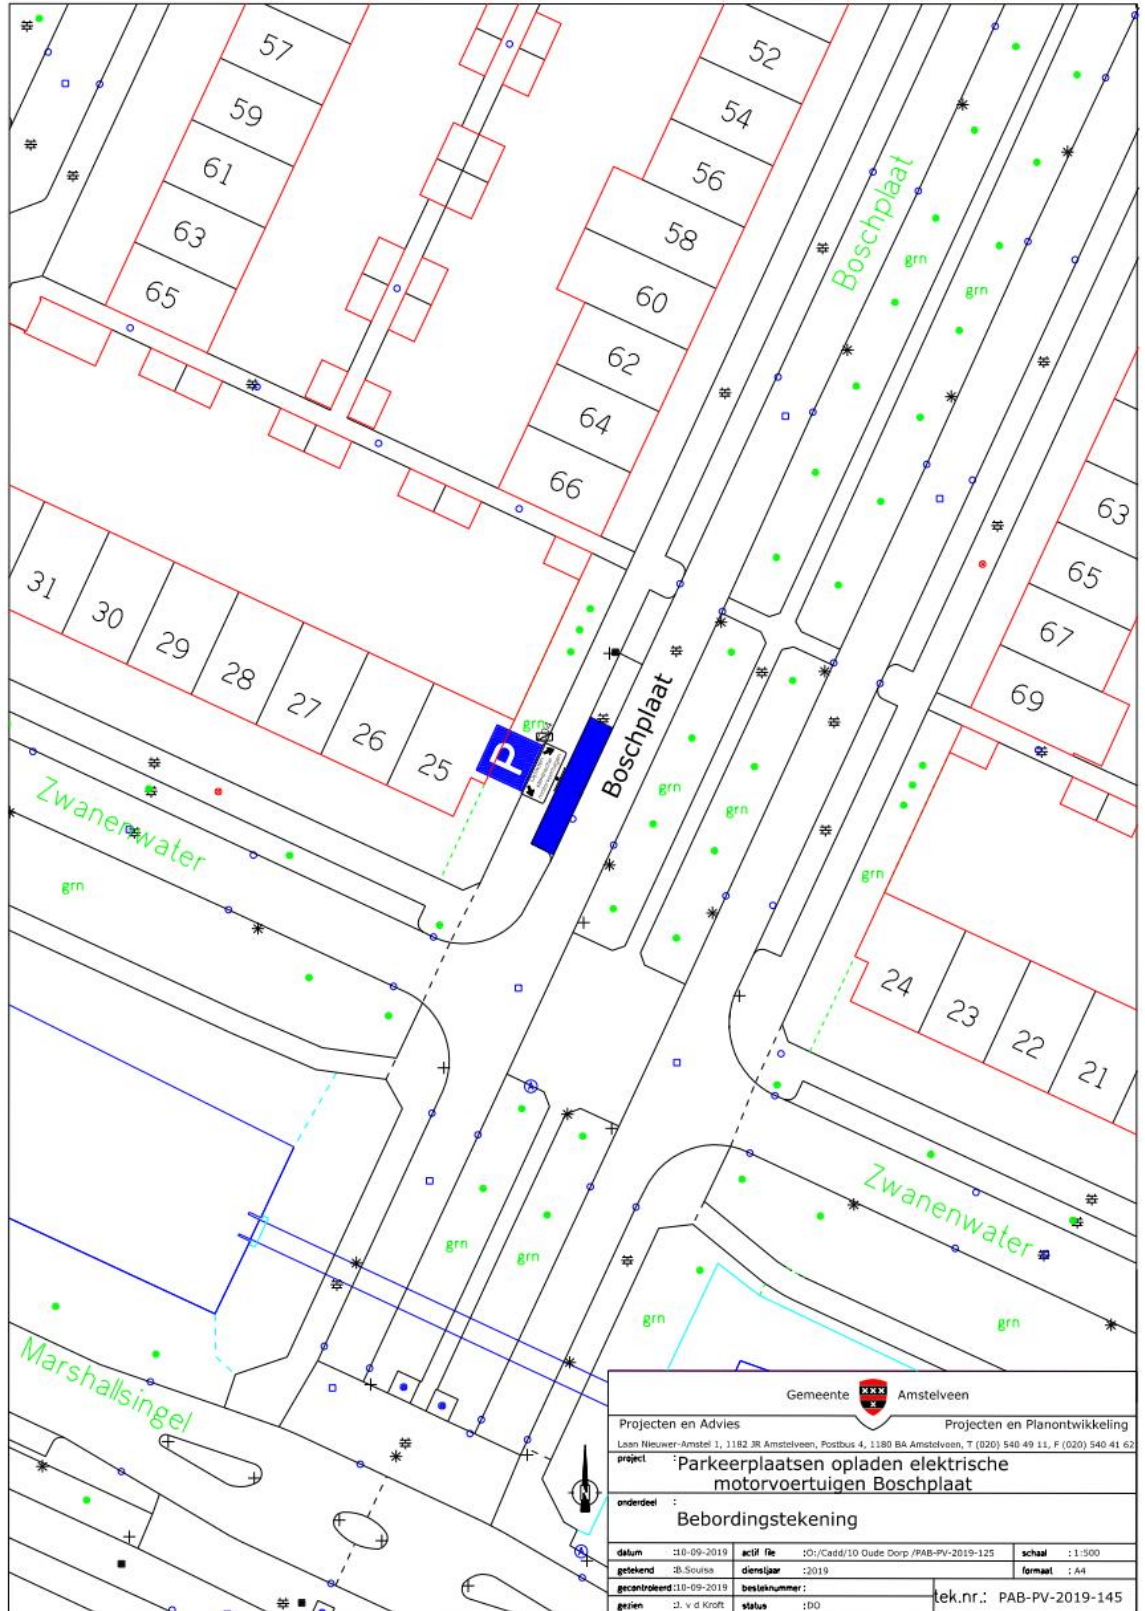 57
59
61
63
65
52
54
56
58
60
62
64
66
Boschplaat
grn
grn
63
65
67
69
31
30
29
28
27
26
25
grn
P
Boschplaat
grn
grn
Zwanenwater
grn
grn
24
23
22
21
Zwanenwater
grn
grn
grn
grn
Marshallsingel
A
A
N
Gemeente XXX Amstelveen
Projecten en Advies Projecten en Planontwikkeling
Laan Nieuwer-Amstel 1, 1182 JR Amstelveen, Postbus 4, 1180 BA Amstelveen, T (020) 540 49 11, F (020) 540 41 62
project : Parkeerplaatsen opladen elektrische
motorvoertuigen Boschplaat
onderdeel :
Bebordingstekening
datum :10-09-2019 actif file :O:/Cadd/10 Oude Dorp /PAB-PV-2019-125 schaal : 1:500
getekend :B.Souisa dienstjaar :2019 formaat : A4
gecontroleerd :10-09-2019 besteknummer :
gezien :J. v d Kroft status :DO
tek.nr.: PAB-PV-2019-145